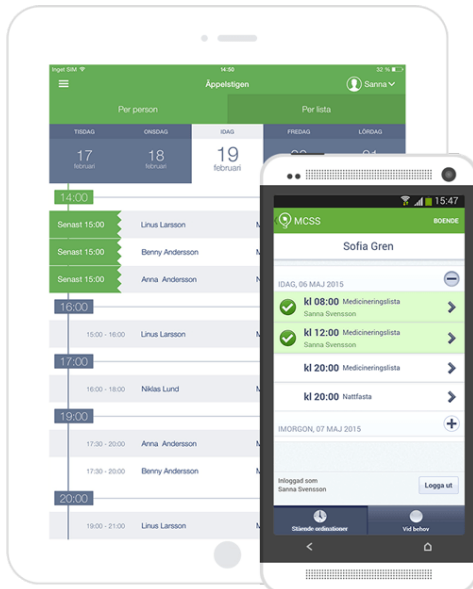 Inget SIM 14:50 32 %
Äppelstigen Sanna
Per person Per lista
TISDAG ONSDAG IDAG FREDAG LÖRDAG
17 18 19
februari februari februari
14:00
Senast 15:00 Linus Larsson
Senast 15:00 Benny Andersson
Senast 15:00 Anna Andersson
16:00
15:00 - 16:00 Linus Larsson
17:00
16:00 - 18:00 Niklas Lund
19:00
17:30 - 20:00 Anna Andersson
17:30 - 20:00 Benny Andersson
20:00
19:00 - 21:00 Linus Larsson
15:47
MCSS BOENDE
Sofia Gren
IDAG, 06 MAJ 2015
kl 08:00 Medicineringslista
Sanna Svensson
kl 12:00 Medicineringslista
Sanna Svensson
kl 20:00 Medicineringslista
kl 20:00 Nattfasta
IMORGON, 07 MAJ 2015
Inloggad som
Sanna Svensson
Logga ut
Stående ordinationer Vid behov